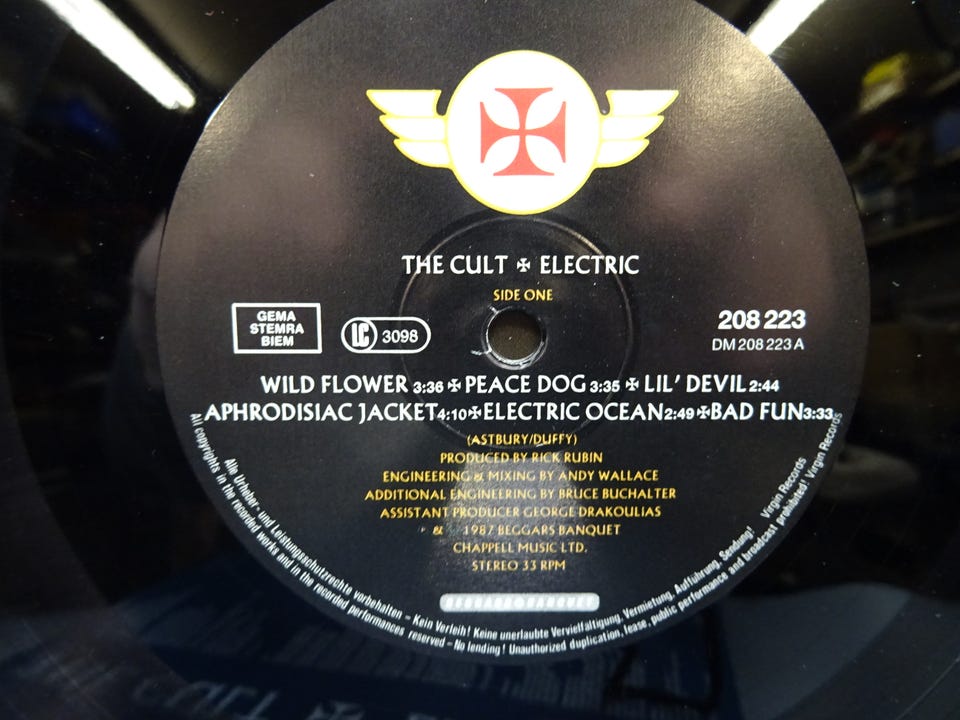 THE CULT ✠ ELECTRIC
SIDE ONE
GEMA
STEMRA
BIEM
LC 3098
208 223
DM 208 223 A
WILD FLOWER 3:36 ✠ PEACE DOG 3:35 ✠ LIL' DEVIL 2:44
APHRODISIAC JACKET 4:10 ✠ ELECTRIC OCEAN 2:49 ✠ BAD FUN 3:33
(ASTBURY/DUFFY)
PRODUCED BY RICK RUBIN
ENGINEERING & MIXING BY ANDY WALLACE
ADDITIONAL ENGINEERING BY BRUCE BUCHALTER
ASSISTANT PRODUCER GEORGE DRAKOULIAS
& 1987 BEGGARS BANQUET
CHAPPELL MUSIC LTD.
STEREO 33 RPM
BEGGARS BANQUET
Alle Urheber- und Leistungsschutzrechte vorbehalten – Kein Verleih! Keine unerlaubte Vervielfältigung, Vermietung, Aufführung, Sendung! Virgin Records
All copyrights in the recorded works and in the recorded performances reserved – No lending! Unauthorized duplication, lease, public performance and broadcast prohibited! Virgin Records